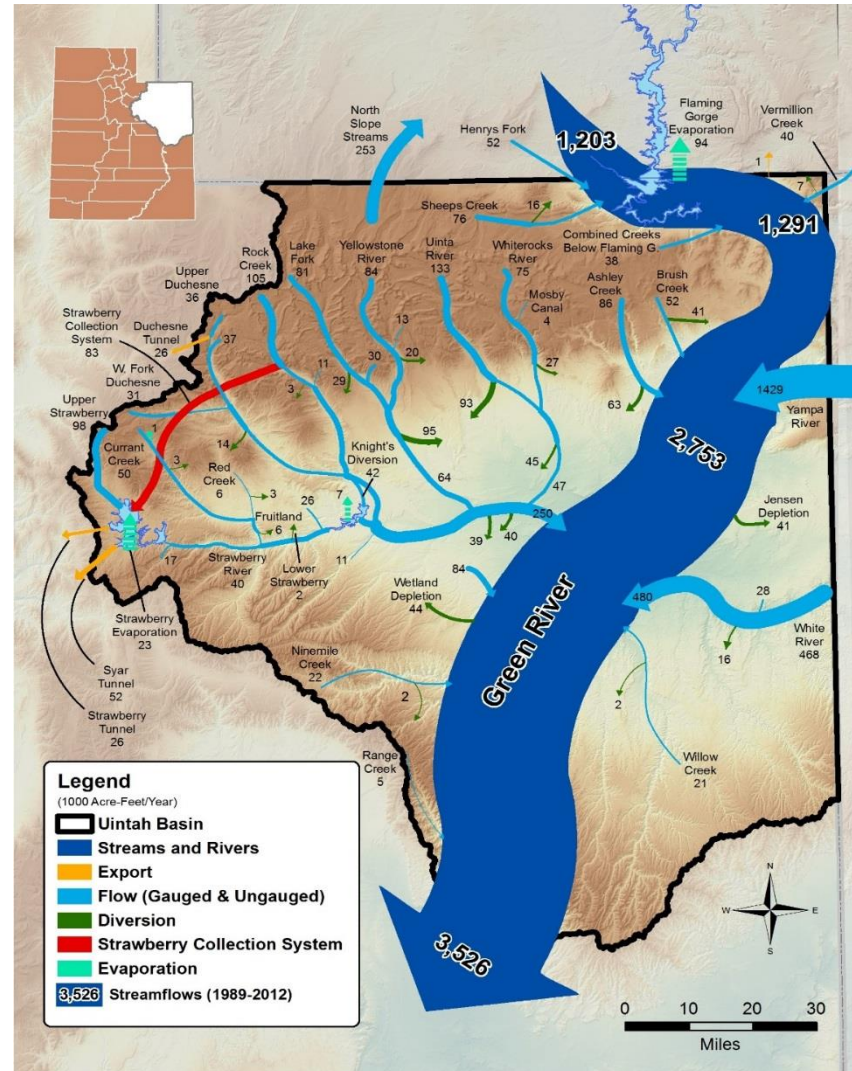 North
Slope
Streams
253
Henrys Fork
52
1,203
Flaming
Gorge
Evaporation
94
Vermillion
Creek
40
1
7
Sheeps Creek
76
16
1,291
Combined Creeks
Below Flaming G.
38
Upper
Duchesne
36
Rock
Creek
105
Lake
Fork
81
Yellowstone
River
84
Uinta
River
133
Whiterocks
River
75
Mosby
Canal
4
Ashley
Creek
86
Brush
Creek
52
41
Strawberry
Collection
System
83
Duchesne
Tunnel
26
37
W. Fork
Duchesne
31
Upper
Strawberry
98
1
Currant
Creek
50
3
14
3
11
29
30
13
20
27
93
95
64
45
47
63
1429
Yampa
River
2,753
Red
Creek
6
3
Fruitland
6
26
7
Knight's
Diversion
42
250
39
40
11
17
Strawberry
River
40
Lower
Strawberry
2
Jensen
Depletion
41
84
Wetland
Depletion
44
480
28
16
White
River
468
Strawberry
Evaporation
23
Syar
Tunnel
52
Strawberry
Tunnel
26
Ninemile
Creek
22
2
Green River
2
Willow
Creek
21
Range
Creek
5
3,526
Legend
(1000 Acre-Feet/Year)
Uintah Basin
Streams and Rivers
Export
Flow (Gauged & Ungauged)
Diversion
Strawberry Collection System
Evaporation
3,526 Streamflows (1989-2012)
N
W E
S
0 10 20 30
Miles